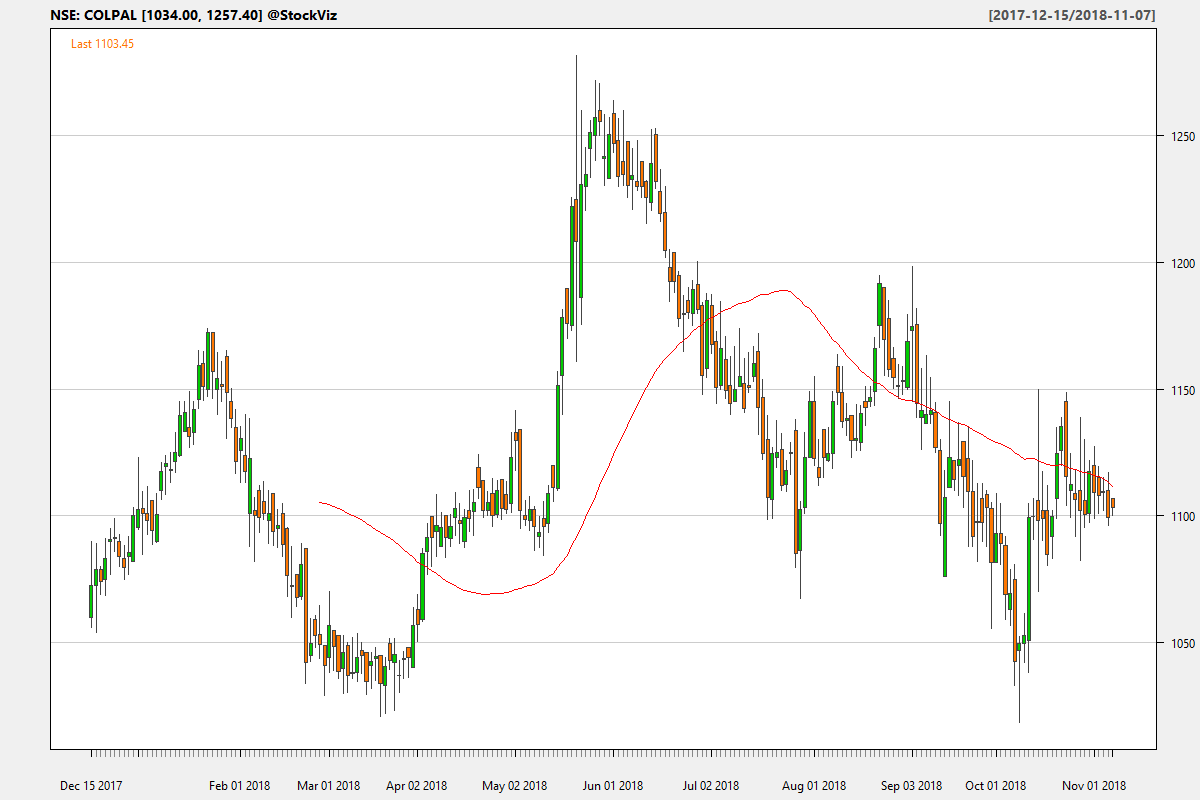 NSE: COLPAL [1034.00, 1257.40] @StockViz [2017-12-15/2018-11-07]
Last 1103.45
1250
1200
1150
1100
1050
Dec 15 2017 Feb 01 2018 Mar 01 2018 Apr 02 2018 May 02 2018 Jun 01 2018 Jul 02 2018 Aug 01 2018 Sep 03 2018 Oct 01 2018 Nov 01 2018